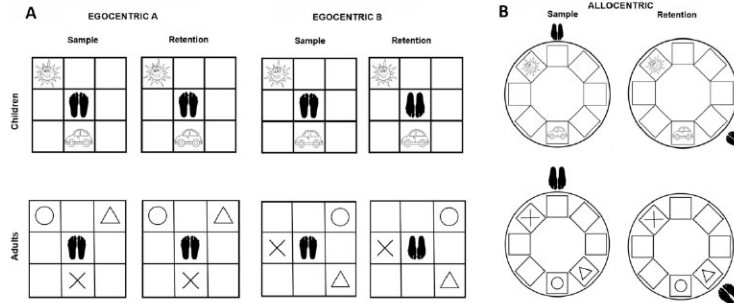 A
EGOCENTRIC A
EGOCENTRIC B
Sample
Retention
Sample
Retention
Children
Adults
B
ALLOCENTRIC
Sample
Retention